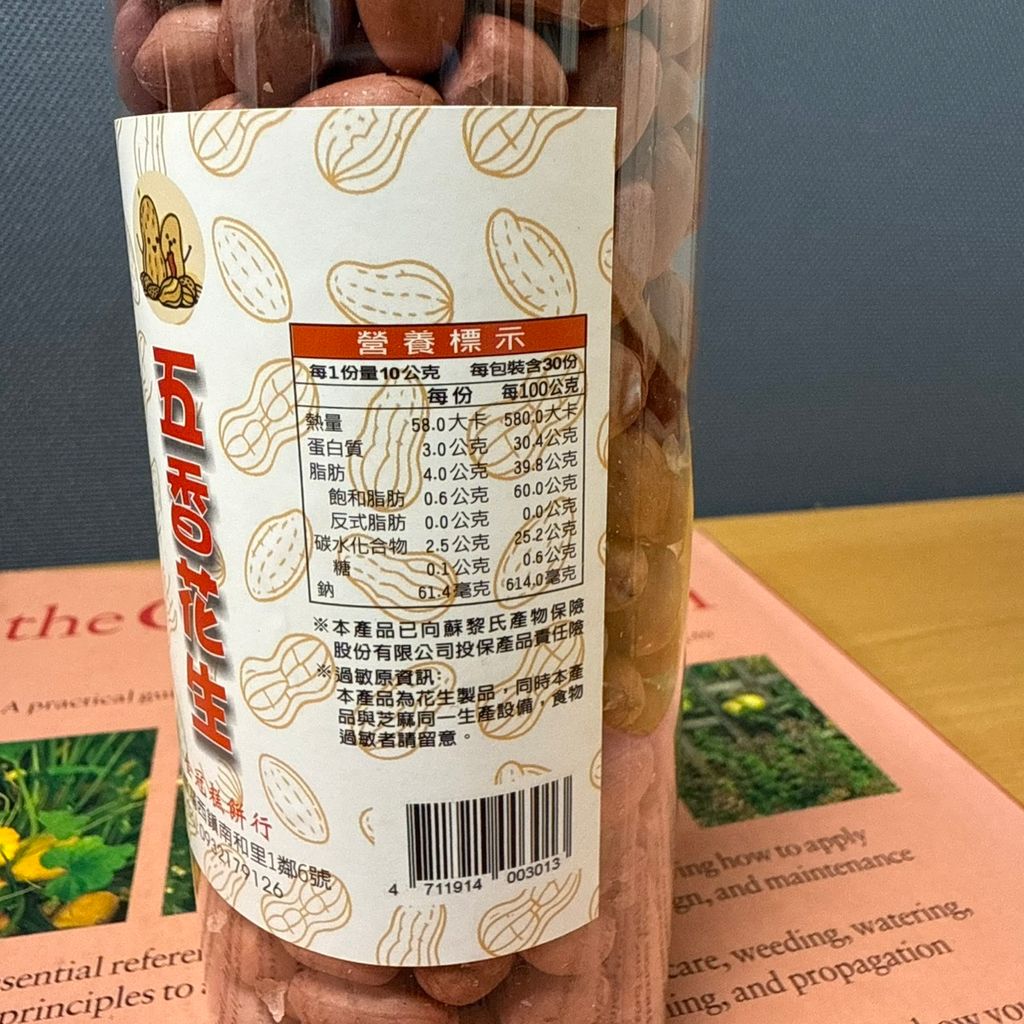 五香花生
餅行
鎮南和里1鄰6號
0932179126
營養標示
每1份量10公克 每包裝含30份
每份 每100公克
熱量 58.0大卡 580.0大卡
蛋白質 3.0公克 30.4公克
脂肪 4.0公克 39.8公克
飽和脂肪 0.6公克 60.0公克
反式脂肪 0.0公克 0.0公克
碳水化合物 2.5公克 25.2公克
糖 0.1公克 0.6公克
鈉 61.4毫克 614.0毫克
※本產品已向蘇黎氏產物保險
股份有限公司投保產品責任險
※過敏原資訊:
本產品為花生製品，同時本產
品與芝麻同一生產設備，食物
過敏者請留意。
4 711914 003013
the
A practical
principles to
ing how to apply
gn, and maintenance
care, weeding, watering,
ing, and propagation